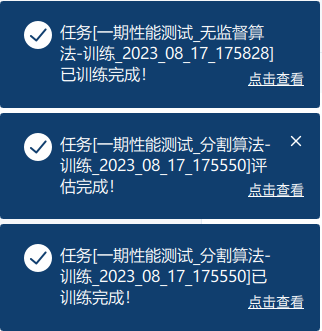 任务[一期性能测试_无监督算
法-训练_2023_08_17_175828]
已训练完成！
点击查看
任务[一期性能测试_分割算法-
训练_2023_08_17_175550]评
估完成！
点击查看
任务[一期性能测试_分割算法-
训练_2023_08_17_175550]已
训练完成！
点击查看